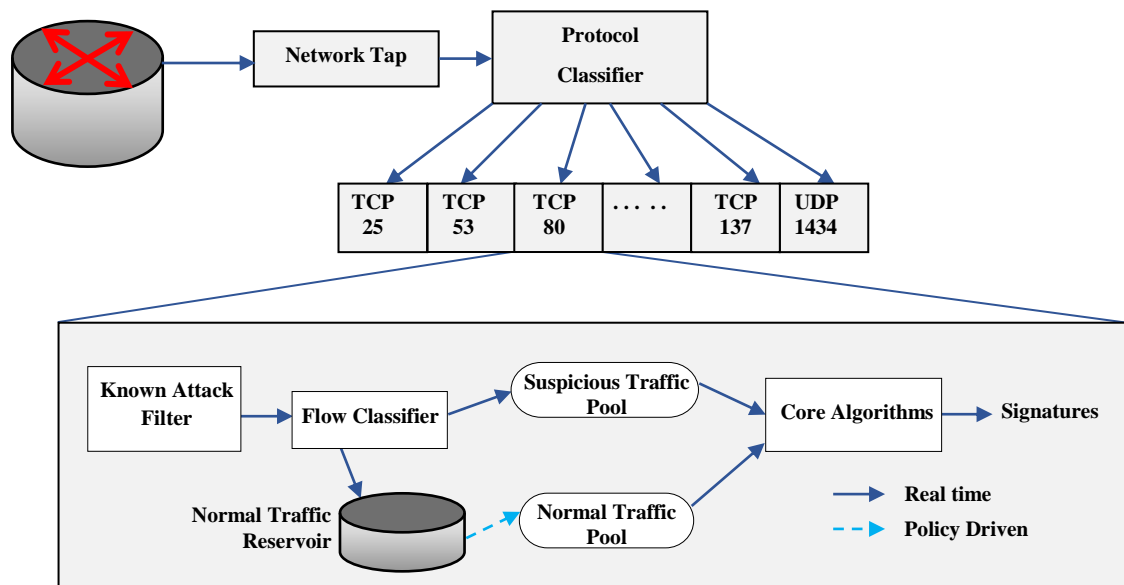 Network Tap
Protocol
Classifier
TCP
25
TCP
53
TCP
80
... ..
TCP
137
UDP
1434
Known Attack
Filter
Flow Classifier
Suspicious Traffic
Pool
Core Algorithms
Signatures
Normal Traffic
Reservoir
Normal Traffic
Pool
Real time
Policy Driven